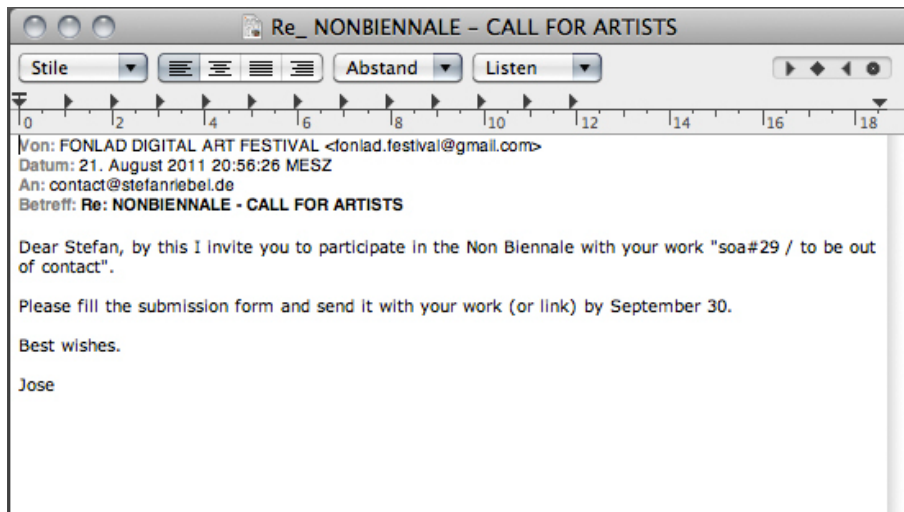 Re_ NONBIENNALE – CALL FOR ARTISTS
Stile Abstand Listen
0 2 4 6 8 10 12 14 16 18
Von: FONLAD DIGITAL ART FESTIVAL <fonlad.festival@gmail.com>
Datum: 21. August 2011 20:56:26 MESZ
An: contact@stefanriebel.de
Betreff: Re: NONBIENNALE - CALL FOR ARTISTS
Dear Stefan, by this I invite you to participate in the Non Biennale with your work "soa#29 / to be out
of contact".
Please fill the submission form and send it with your work (or link) by September 30.
Best wishes.
Jose